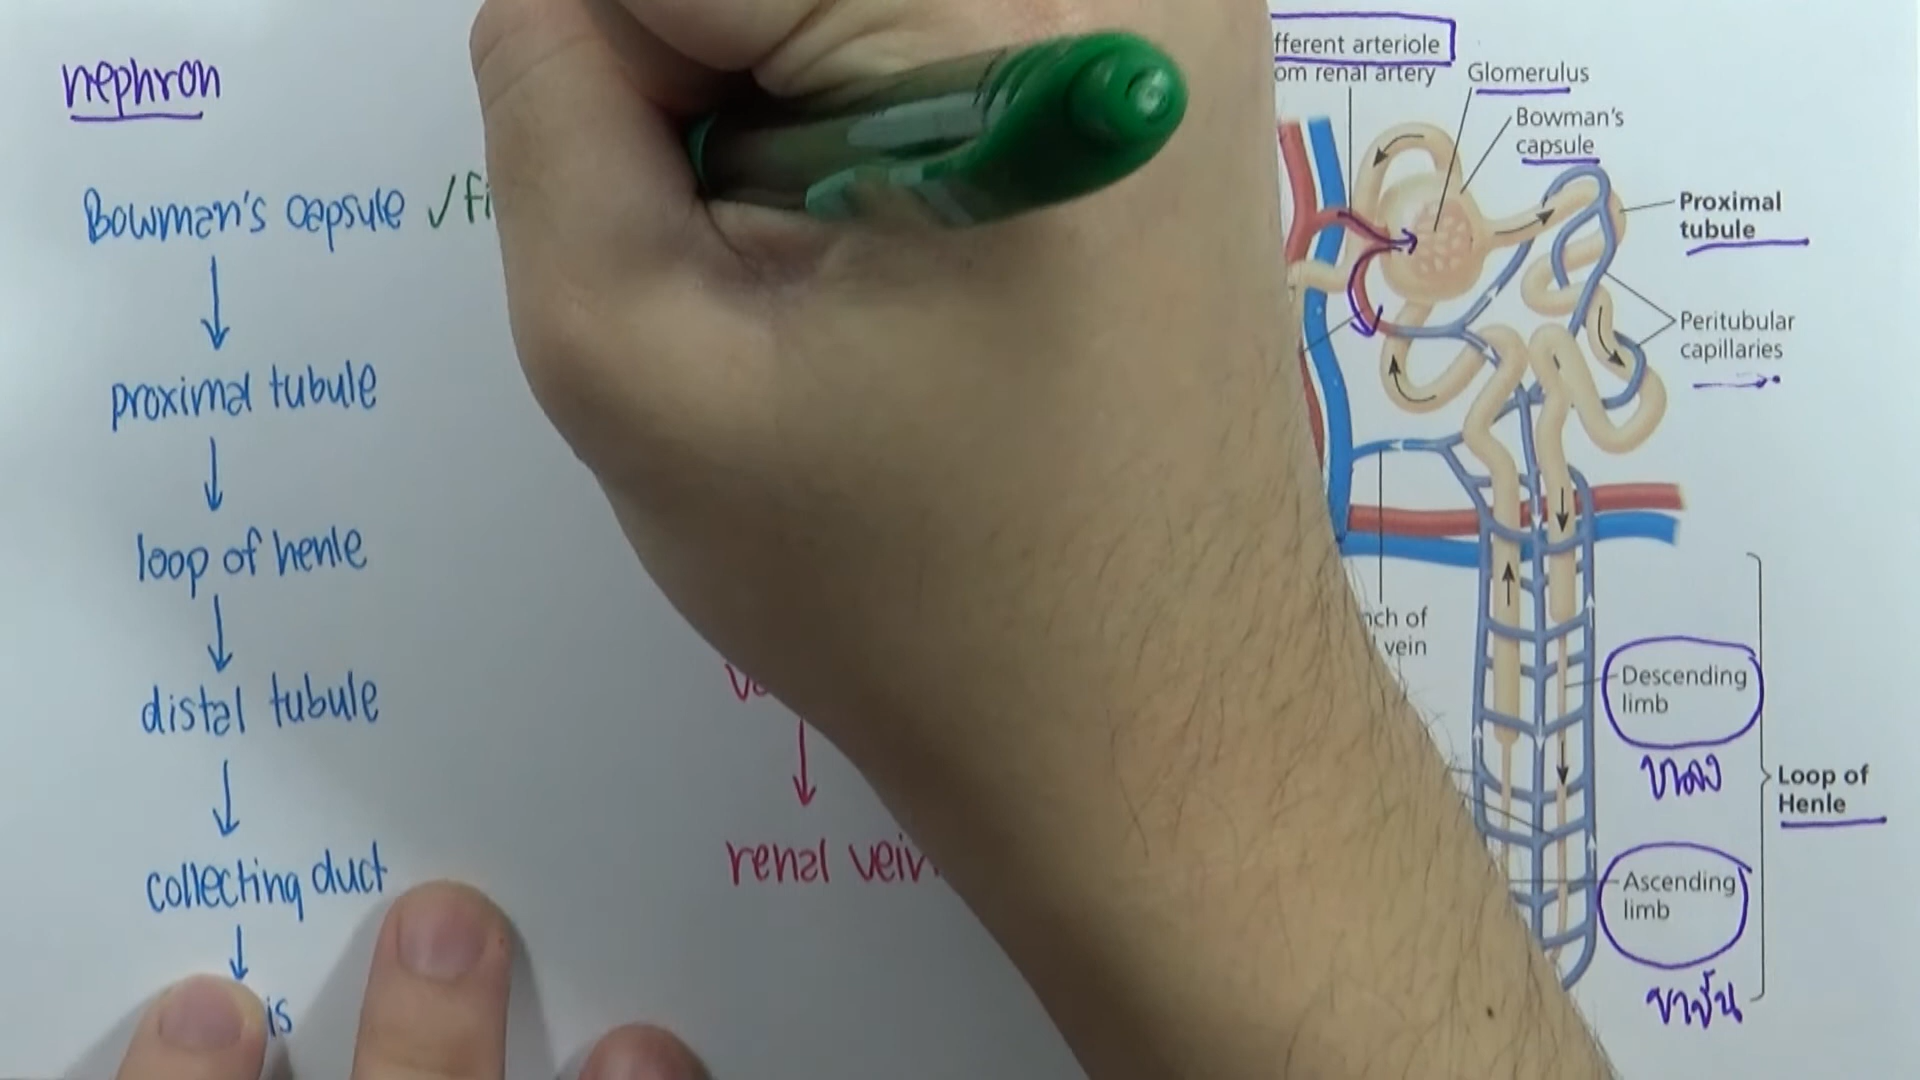 nephron
Bowman's capsule ✓fi
proximal tubule
loop of henle
distal tubule
collecting duct
is
renal vein
fferent arteriole
om renal artery
Glomerulus
Bowman's
capsule
Proximal
tubule
Peritubular
capillaries
nch of
vein
Descending
limb
ขาลง
Loop of
Henle
Ascending
limb
ขาขึ้น